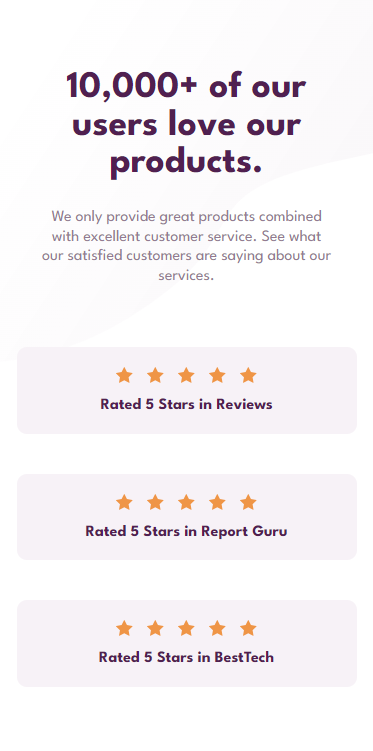 10,000+ of our
users love our
products.
We only provide great products combined
with excellent customer service. See what
our satisfied customers are saying about our
services.
Rated 5 Stars in Reviews
Rated 5 Stars in Report Guru
Rated 5 Stars in BestTech